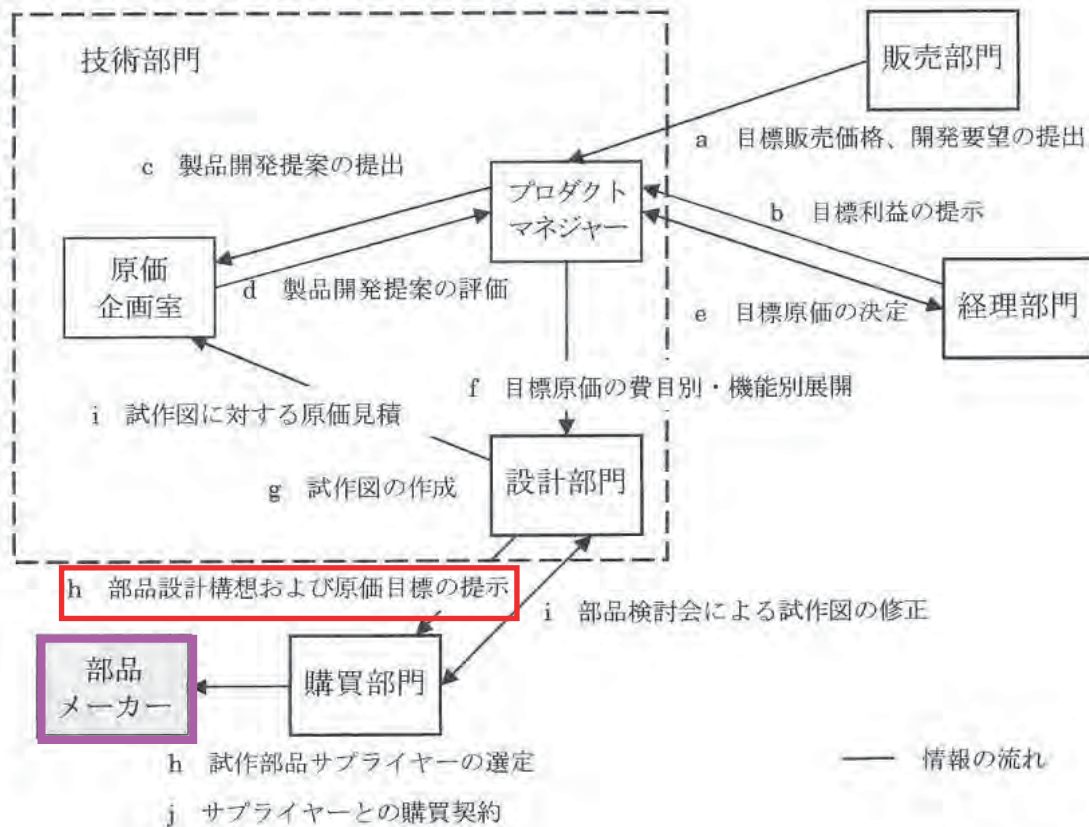 技術部門
販売部門
a 目標販売価格、開発要望の提出
c 製品開発提案の提出
プロダクト
マネジャー
b 目標利益の提示
原価
企画室
d 製品開発提案の評価
e 目標原価の決定
経理部門
f 目標原価の費目別・機能別展開
i 試作図に対する原価見積
g 試作図の作成
設計部門
h 部品設計構想および原価目標の提示
i 部品検討会による試作図の修正
部品
メーカー
購買部門
h 試作部品サプライヤーの選定
情報の流れ
j サプライヤーとの購買契約